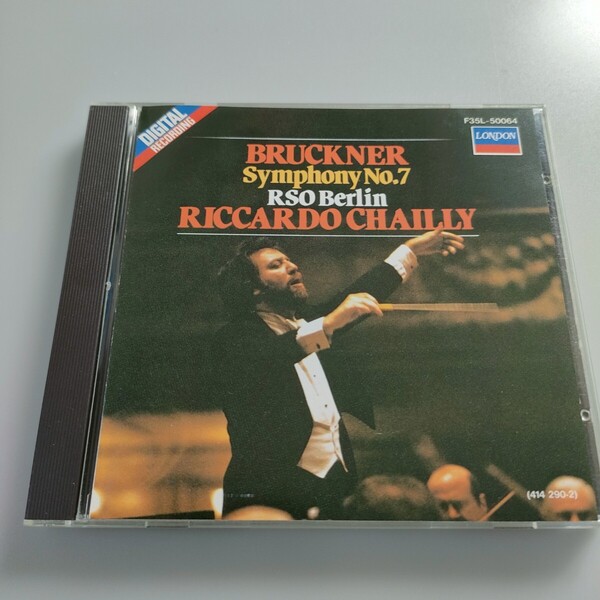 DIGITAL
RECORDING
F35L-50064
LONDON
BRUCKNER
Symphony No.7
RSO Berlin
RICCARDO CHAILLY
(414 290-2)